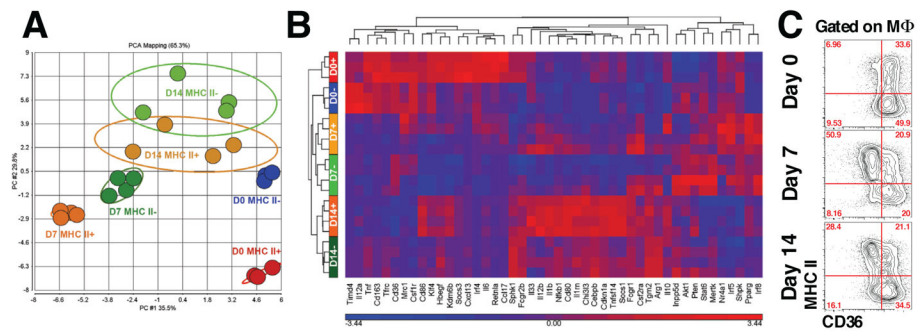 A
PCA Mapping (65.3%)
8
7.3
5.6
3.9
2.2
0.5
-1.2
-2.9
-4.6
-6.3
-8
D14 MHC II-
D14 MHC II+
D7 MHC II-
D7 MHC II+
D0 MHC II-
D0 MHC II+
PC #2 29.8%
-8 -6.6 -5.2 -3.8 -2.4 -1 0.4 1.8 3.2 4.6 6
PC #1 35.5%
B
D0+
D0-
D7+
D7-
D14+
D14-
Timd4
Il12a
Tnf
Cd163
Tfrc
Cd36
Mrc1
Csf1r
Cd86
Klf4
Hbegf
Kdm6b
Socs3
Cxcl13
Irf4
Il6
Retnla
Ccl17
Sphk1
Fcgr2b
Il33
Il12b
Il1b
Nfkb1
Cd80
Il1rn
Chi3l3
Cebpb
Cdkn1a
Tnfsf14
Socs1
Fcgr1
Csf2ra
Tgm2
Arg1
Il10
Inpp5d
Akt1
Pten
Stat6
Mertk
Nr4a1
Irf5
Shpk
Pparg
Irf8
-3.44 0.00 3.44
C
Gated on MΦ
Day 0
6.96 33.6
9.53 49.9
Day 7
50.9 20.9
8.16 20
Day 14
28.4 21.1
16.1 34.5
MHC II
CD36